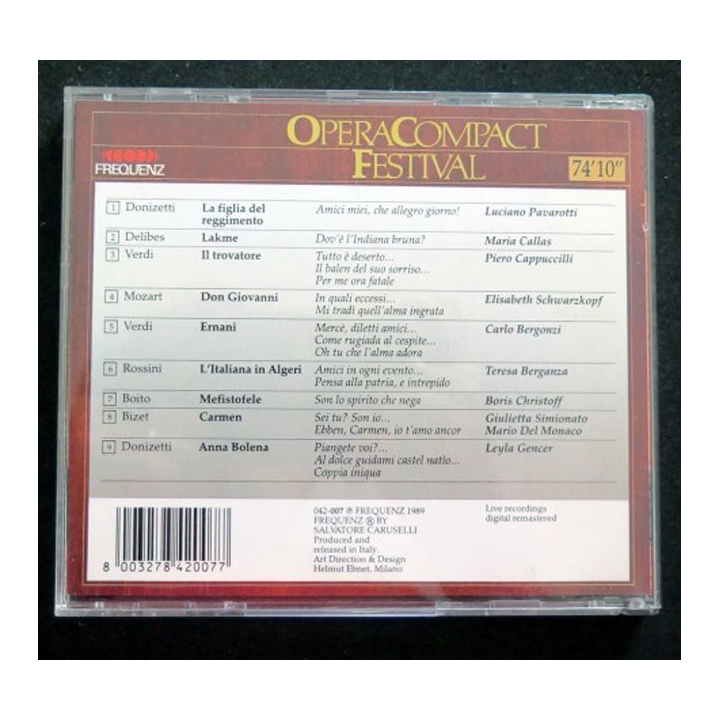 OPERACOMPACT
FESTIVAL
FREQUENZ
74'10"
1 Donizetti La figlia del Amici miei, che allegro giorno! Luciano Pavarotti
reggimento
2 Delibes Lakme Dov'è l'Indiana bruna? Maria Callas
3 Verdi Il trovatore Tutto è deserto... Piero Cappuccilli
Il balen del suo sorriso...
Per me ora fatale
4 Mozart Don Giovanni In quali eccessi... Elisabeth Schwarzkopf
Mi tradì quell'alma ingrata
5 Verdi Ernani Mercè, diletti amici... Carlo Bergonzi
Come rugiada al cespite...
Oh tu che l'alma adora
6 Rossini L'Italiana in Algeri Amici in ogni evento... Teresa Berganza
Pensa alla patria, e intrepido
7 Boito Mefistofele Son lo spirito che nega Boris Christoff
8 Bizet Carmen Sei tu? Son io... Giulietta Simionato
Ebben, Carmen, io t'amo ancor Mario Del Monaco
9 Donizetti Anna Bolena Piangete voi?... Leyla Gencer
Al dolce guidami castel natio...
Coppia iniqua
042-007 ℗ FREQUENZ 1989
FREQUENZ ® BY
SALVATORE CARUSELLI
Produced and
released in Italy.
Art Direction & Design
Helmut Ebnet, Milano
Live recordings
digital remastered
8 003278 420077